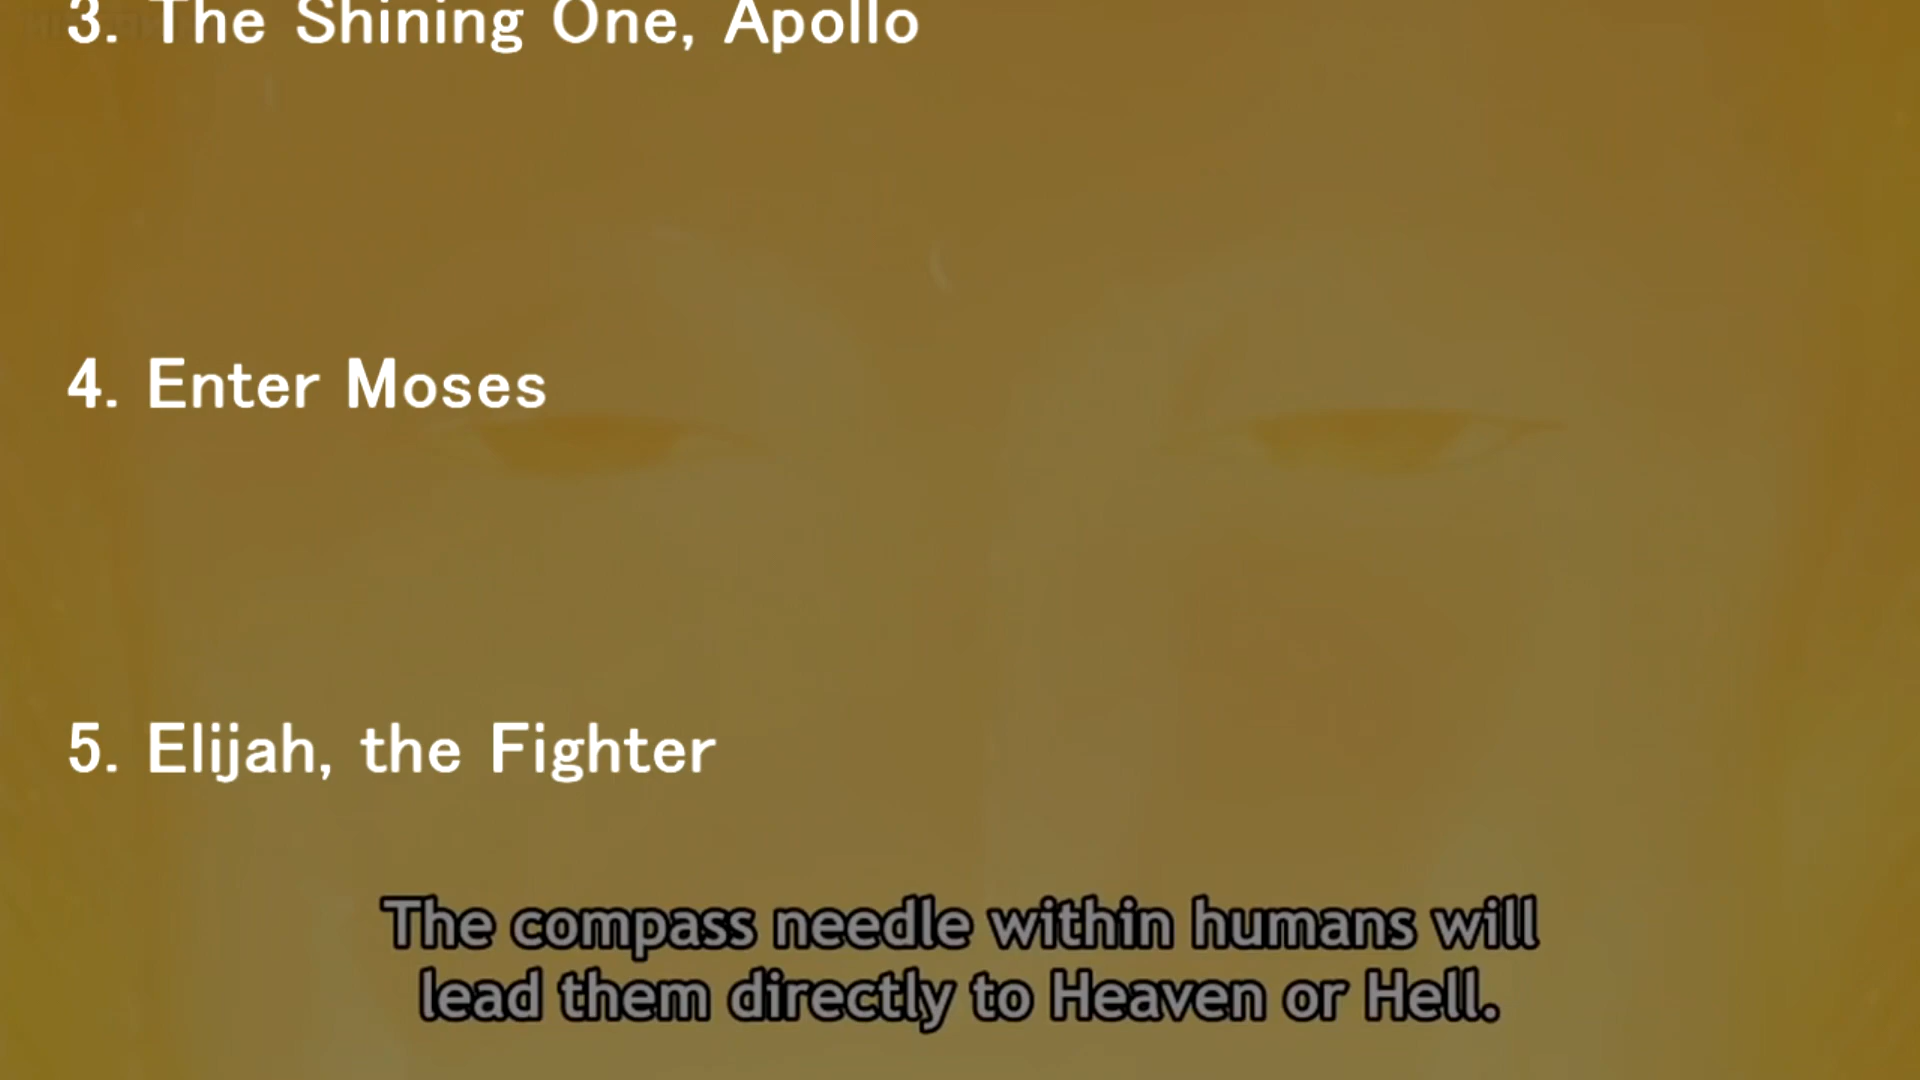 3. The Shining One, Apollo
4. Enter Moses
5. Elijah, the Fighter
The compass needle within humans will
lead them directly to Heaven or Hell.